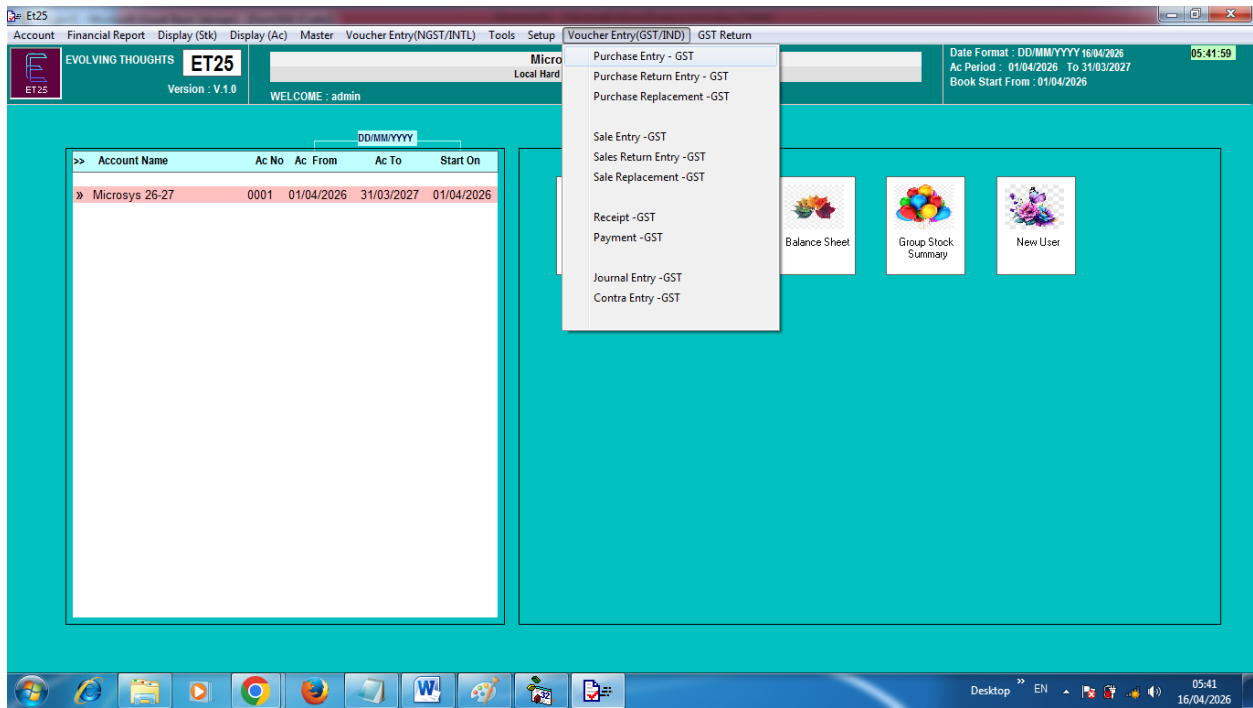 Et25
Account Financial Report Display (Stk) Display (Ac) Master Voucher Entry(NGST/INTL) Tools Setup Voucher Entry(GST/IND) GST Return
ET25
EVOLVING THOUGHTS ET25
Version : V.1.0
WELCOME : admin
Micro
Local Hard
Date Format : DD/MM/YYYY 16/04/2026
Ac Period : 01/04/2026 To 31/03/2027
Book Start From : 01/04/2026
05:41:59
Purchase Entry - GST
Purchase Return Entry - GST
Purchase Replacement -GST
Sale Entry -GST
Sales Return Entry -GST
Sale Replacement -GST
Receipt -GST
Payment -GST
Journal Entry -GST
Contra Entry -GST
DD/MM/YYYY
>> Account Name Ac No Ac From Ac To Start On
» Microsys 26-27 0001 01/04/2026 31/03/2027 01/04/2026
Balance Sheet
Group Stock
Summary
New User
Desktop » EN
05:41
16/04/2026